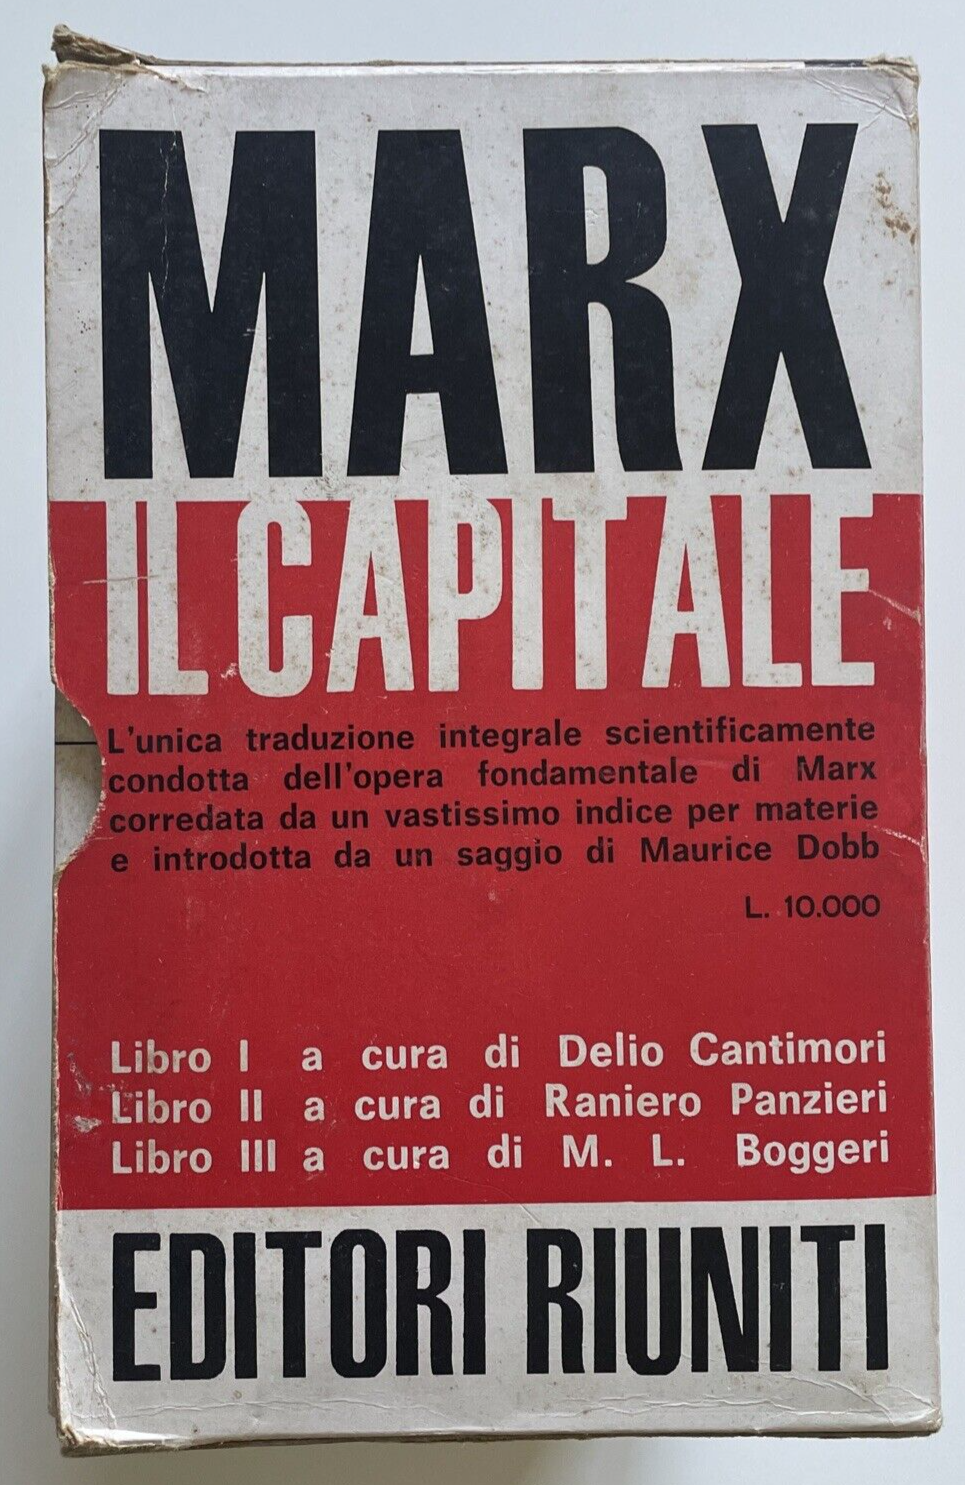 MARX
IL CAPITALE
L'unica traduzione integrale scientificamente
condotta dell'opera fondamentale di Marx
corredata da un vastissimo indice per materie
e introdotta da un saggio di Maurice Dobb
L. 10.000
Libro I a cura di Delio Cantimori
Libro II a cura di Raniero Panzieri
Libro III a cura di M. L. Boggeri
EDITORI RIUNITI